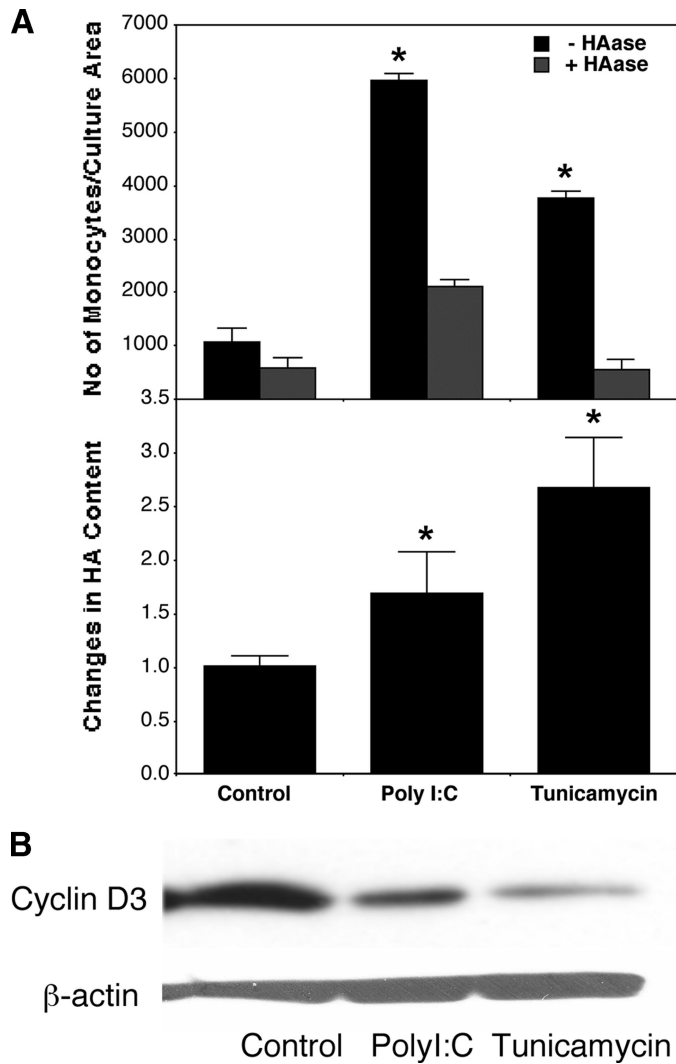 A
No of Monocytes/Culture Area
7000
6000
5000
4000
3000
2000
1000
- HAase
+ HAase
*
*
Changes in HA Content
3.5
3.0
2.5
2.0
1.5
1.0
0.5
0.0
*
*
Control Poly I:C Tunicamycin
B
Cyclin D3
β-actin
Control PolyI:C Tunicamycin